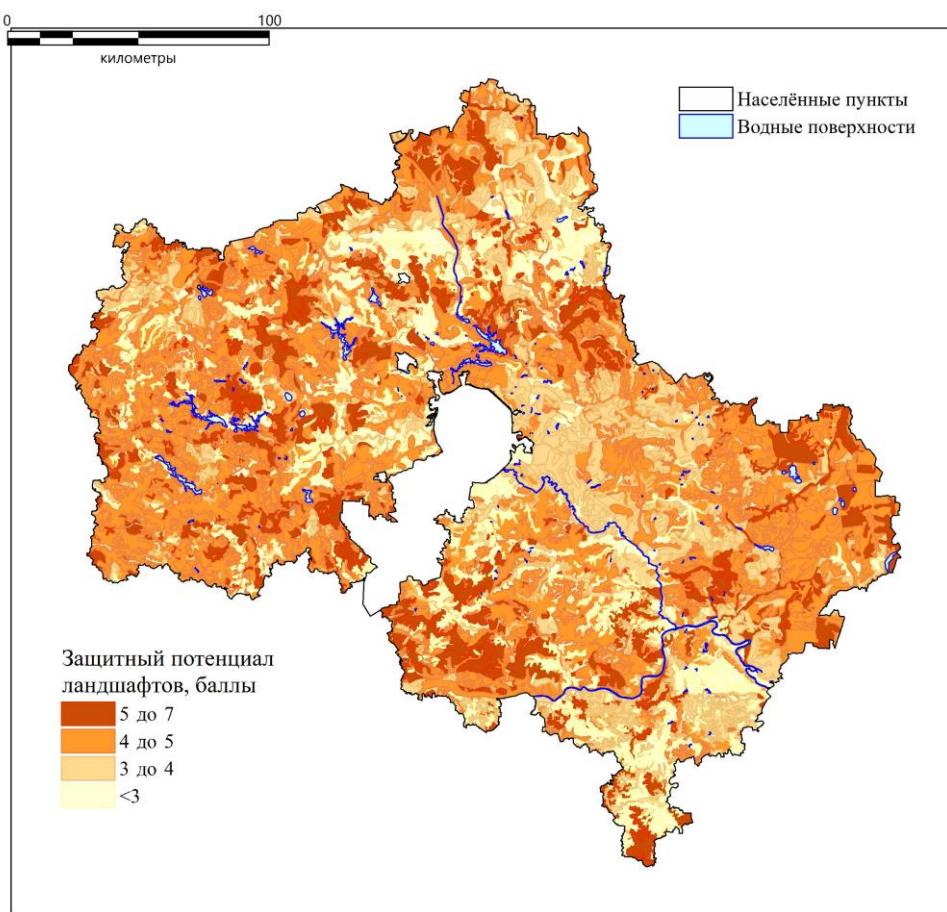 0 100
километры
Населённые пункты
Водные поверхности
Защитный потенциал
ландшафтов, баллы
5 до 7
4 до 5
3 до 4
<3